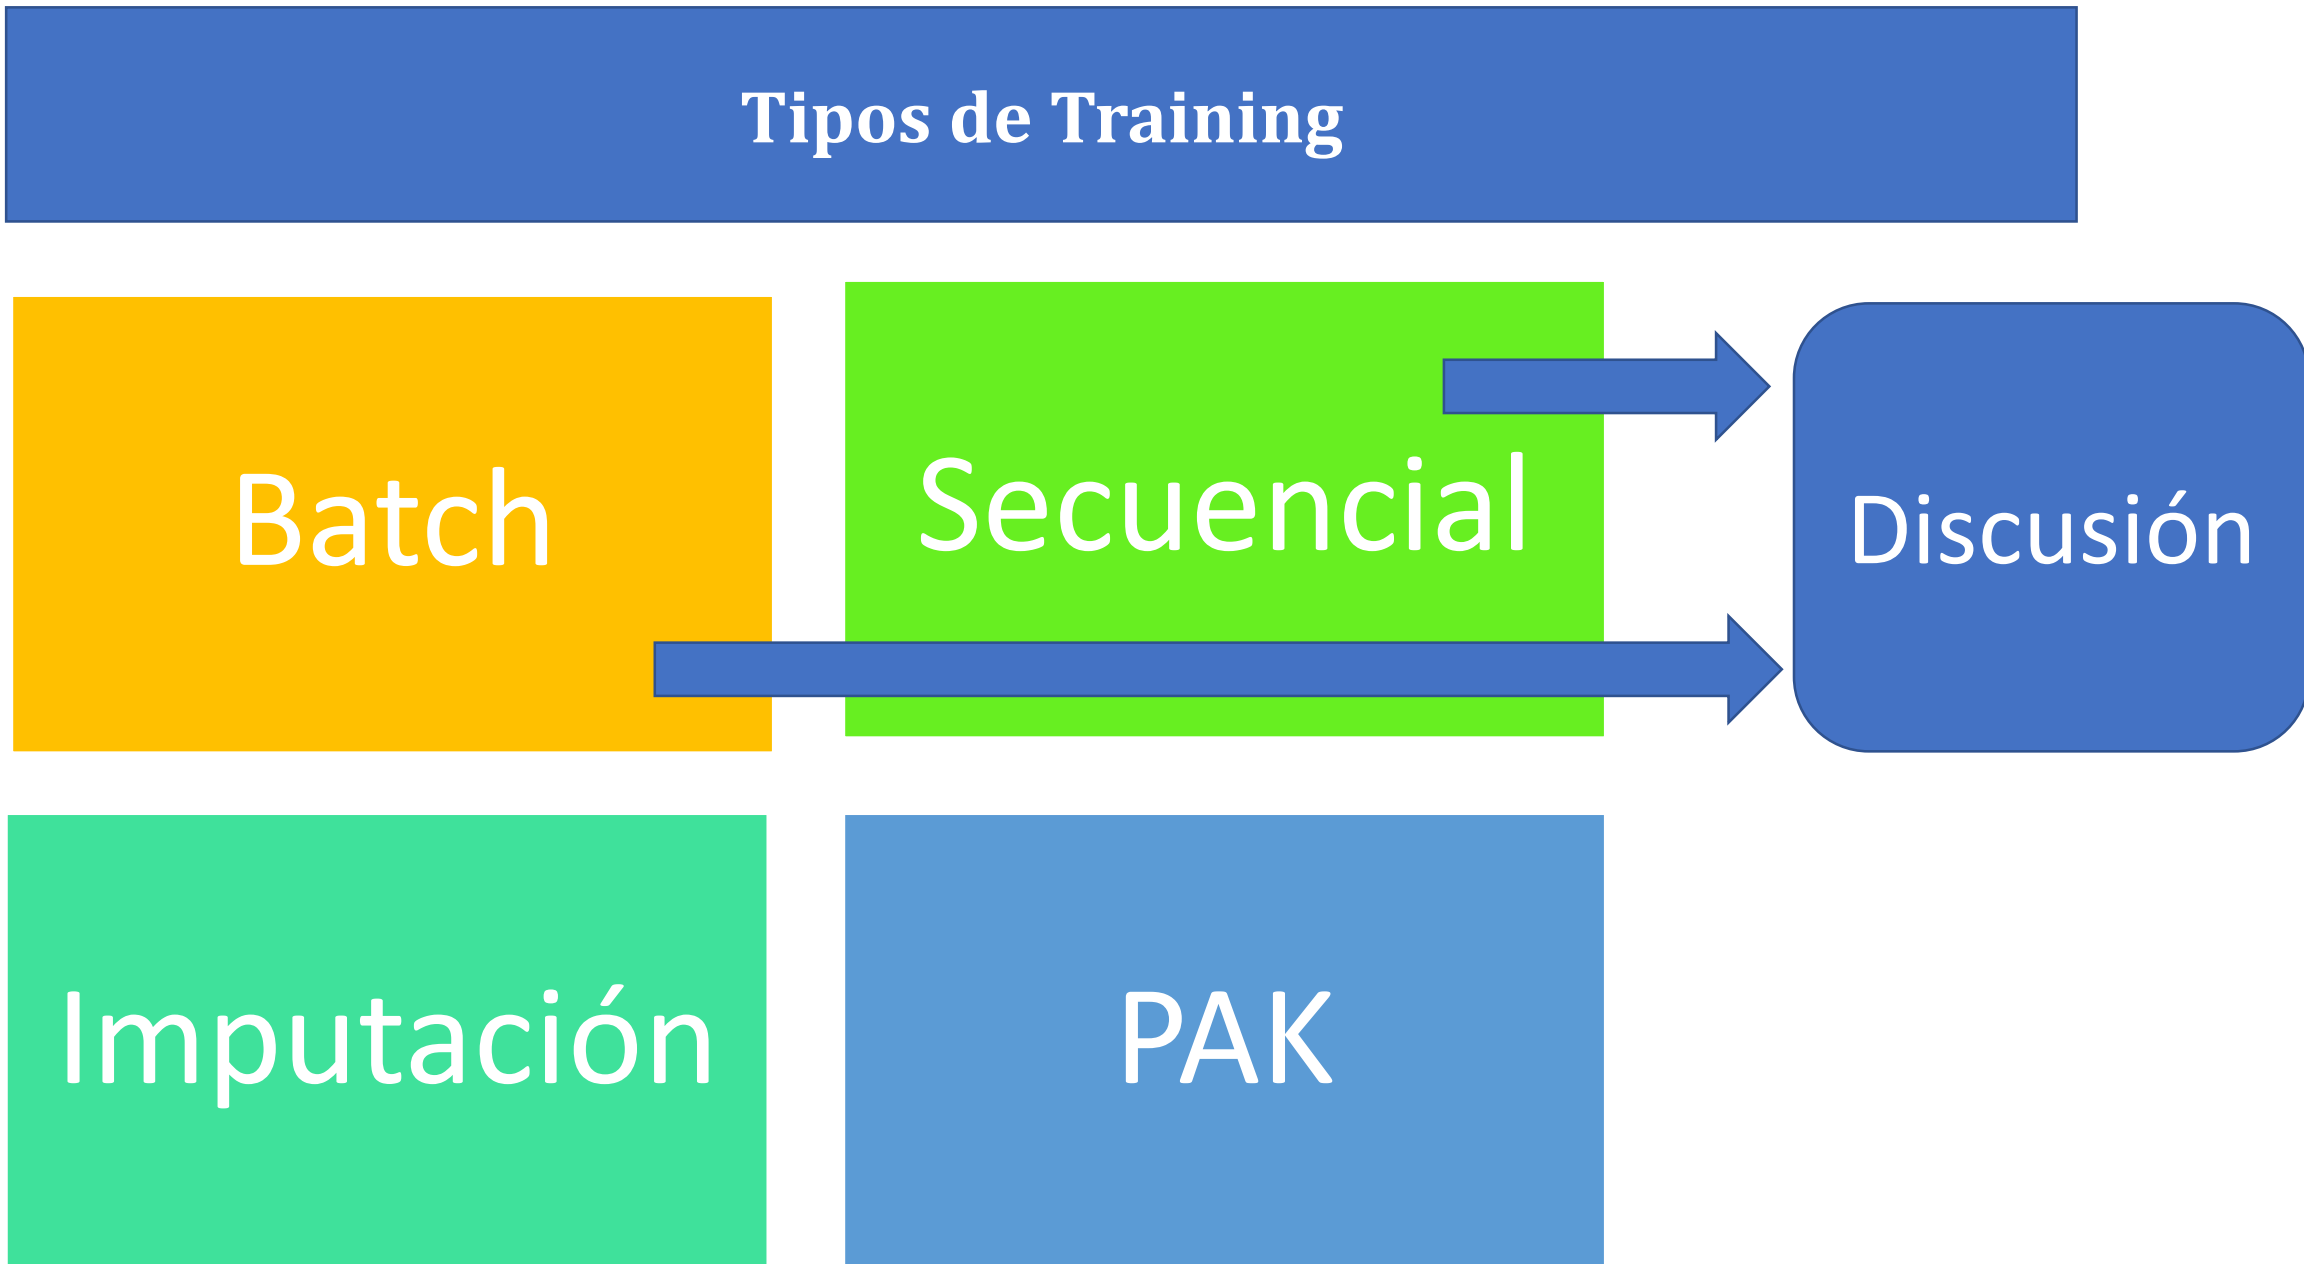 Tipos de Training
Batch
Secuencial
Discusión
Imputación
PAK